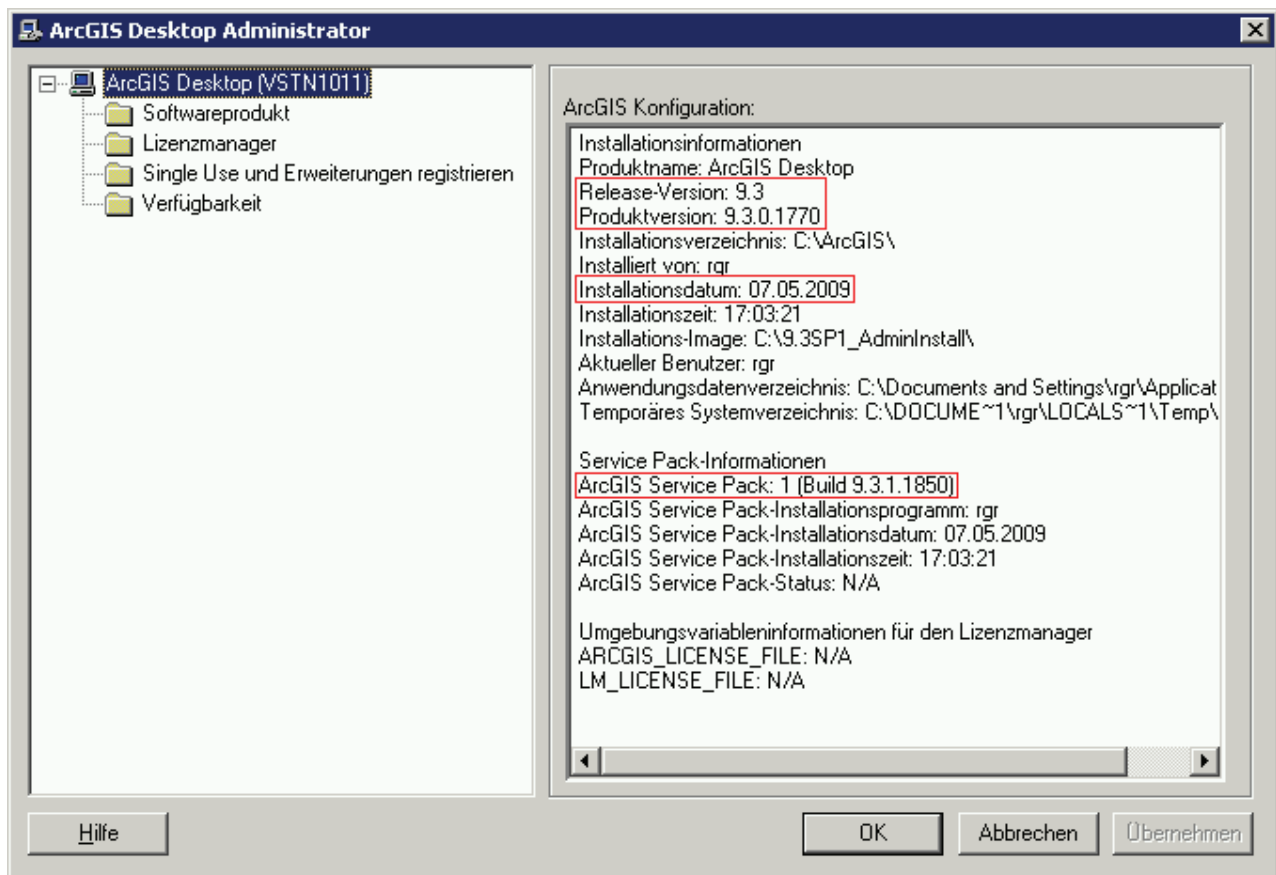 ArcGIS Desktop Administrator
ArcGIS Desktop (VSTN1011)
Softwareprodukt
Lizenzmanager
Single Use und Erweiterungen registrieren
Verfügbarkeit
ArcGIS Konfiguration:
Installationsinformationen
Produktname: ArcGIS Desktop
Release-Version: 9.3
Produktversion: 9.3.0.1770
Installationsverzeichnis: C:\ArcGIS\
Installiert von: rgr
Installationsdatum: 07.05.2009
Installationszeit: 17:03:21
Installations-Image: C:\9.3SP1_AdminInstall\
Aktueller Benutzer: rgr
Anwendungsdatenverzeichnis: C:\Documents and Settings\rgr\Applicat
Temporäres Systemverzeichnis: C:\DOCUME~1\rgr\LOCALS~1\Temp\
Service Pack-Informationen
ArcGIS Service Pack: 1 (Build 9.3.1.1850)
ArcGIS Service Pack-Installationsprogramm: rgr
ArcGIS Service Pack-Installationsdatum: 07.05.2009
ArcGIS Service Pack-Installationszeit: 17:03:21
ArcGIS Service Pack-Status: N/A
Umgebungsvariableninformationen für den Lizenzmanager
ARCGIS_LICENSE_FILE: N/A
LM_LICENSE_FILE: N/A
Hilfe
OK
Abbrechen
Übernehmen